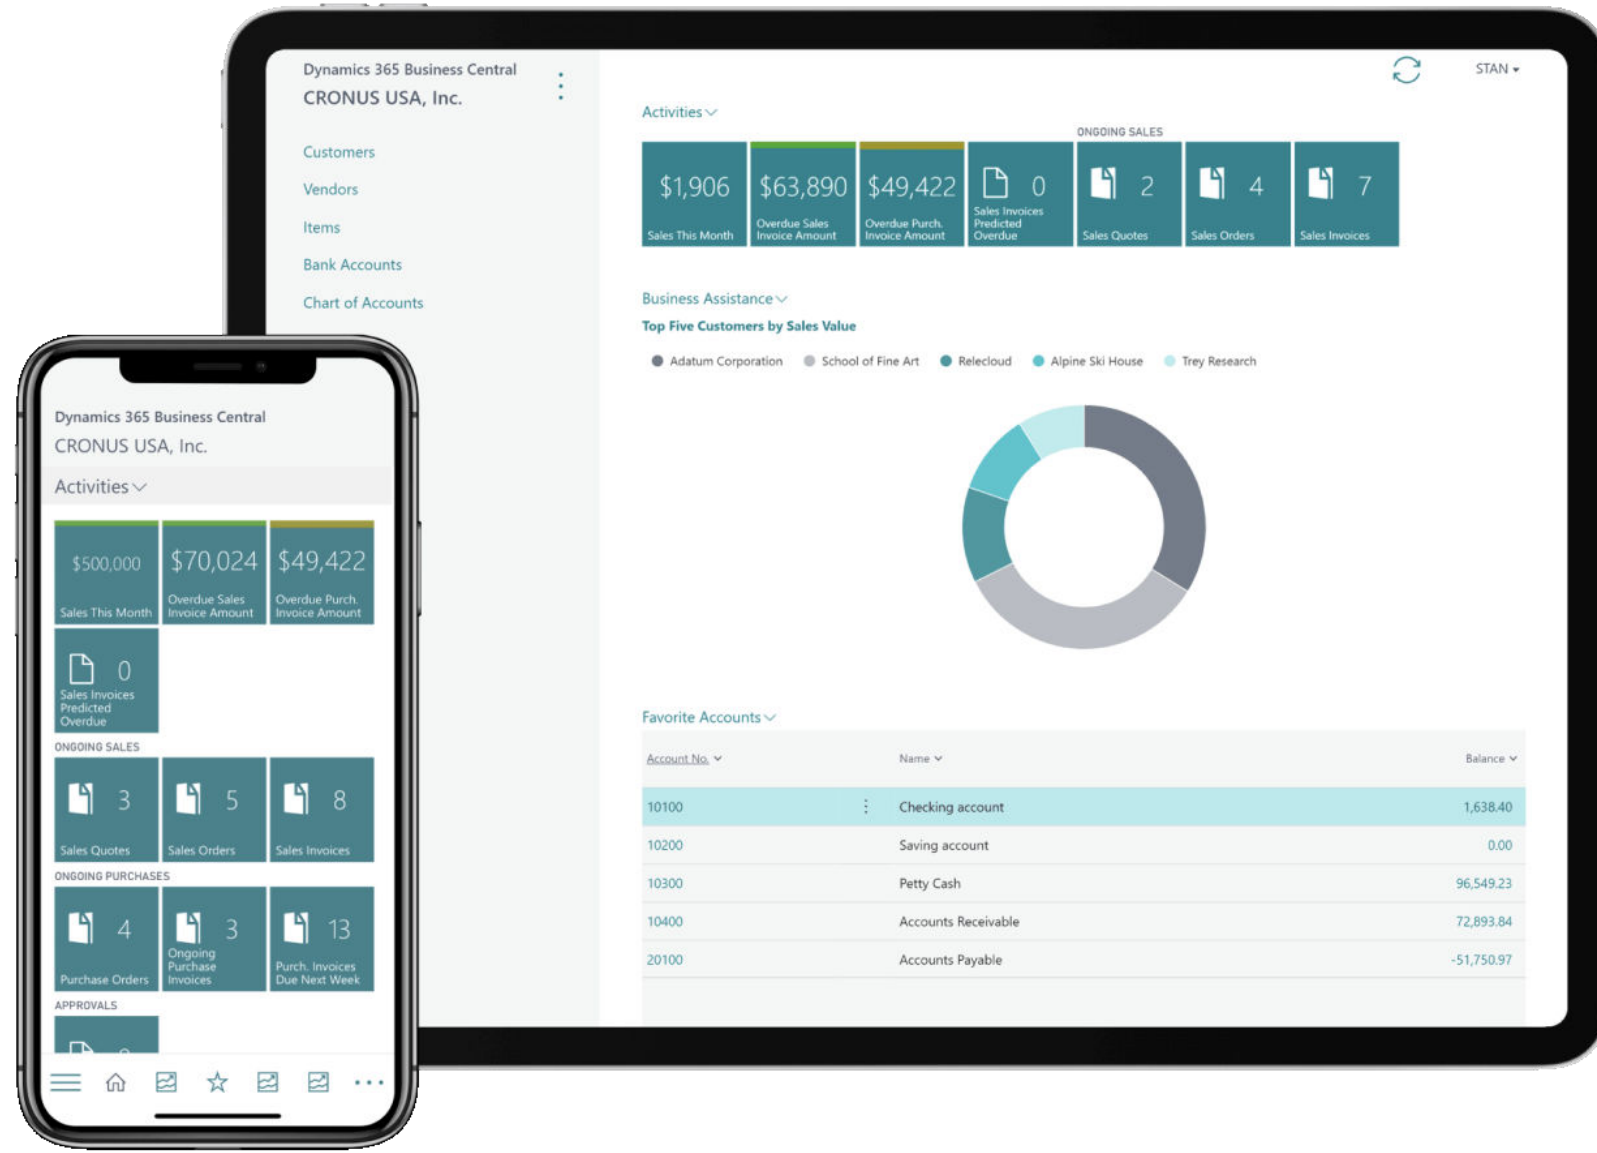 Dynamics 365 Business Central
CRONUS USA, Inc.
Customers
Vendors
Items
Bank Accounts
Chart of Accounts
STAN
Activities
ONGOING SALES
$1,906
Sales This Month
$63,890
Overdue Sales
Invoice Amount
$49,422
Overdue Purch.
Invoice Amount
0
Sales Invoices
Predicted
Overdue
2
Sales Quotes
4
Sales Orders
7
Sales Invoices
Business Assistance
Top Five Customers by Sales Value
Adatum Corporation
School of Fine Art
Relecloud
Alpine Ski House
Trey Research
Favorite Accounts
Account No. Name Balance
10100 Checking account 1,638.40
10200 Saving account 0.00
10300 Petty Cash 96,549.23
10400 Accounts Receivable 72,893.84
20100 Accounts Payable -51,750.97
Dynamics 365 Business Central
CRONUS USA, Inc.
Activities
$500,000
Sales This Month
$70,024
Overdue Sales
Invoice Amount
$49,422
Overdue Purch.
Invoice Amount
0
Sales Invoices
Predicted
Overdue
ONGOING SALES
3
Sales Quotes
5
Sales Orders
8
Sales Invoices
ONGOING PURCHASES
4
Purchase Orders
3
Ongoing
Purchase
Invoices
13
Purch. Invoices
Due Next Week
APPROVALS